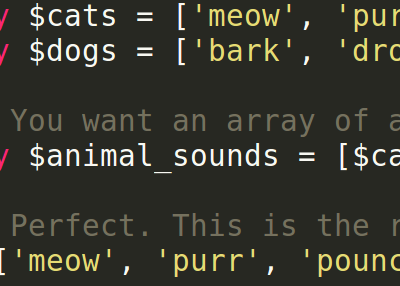 y $cats = ['meow', 'pur
y $dogs = ['bark', 'dro
You want an array of a
y $animal_sounds = [$ca
Perfect. This is the r
['meow', 'purr', 'pounc